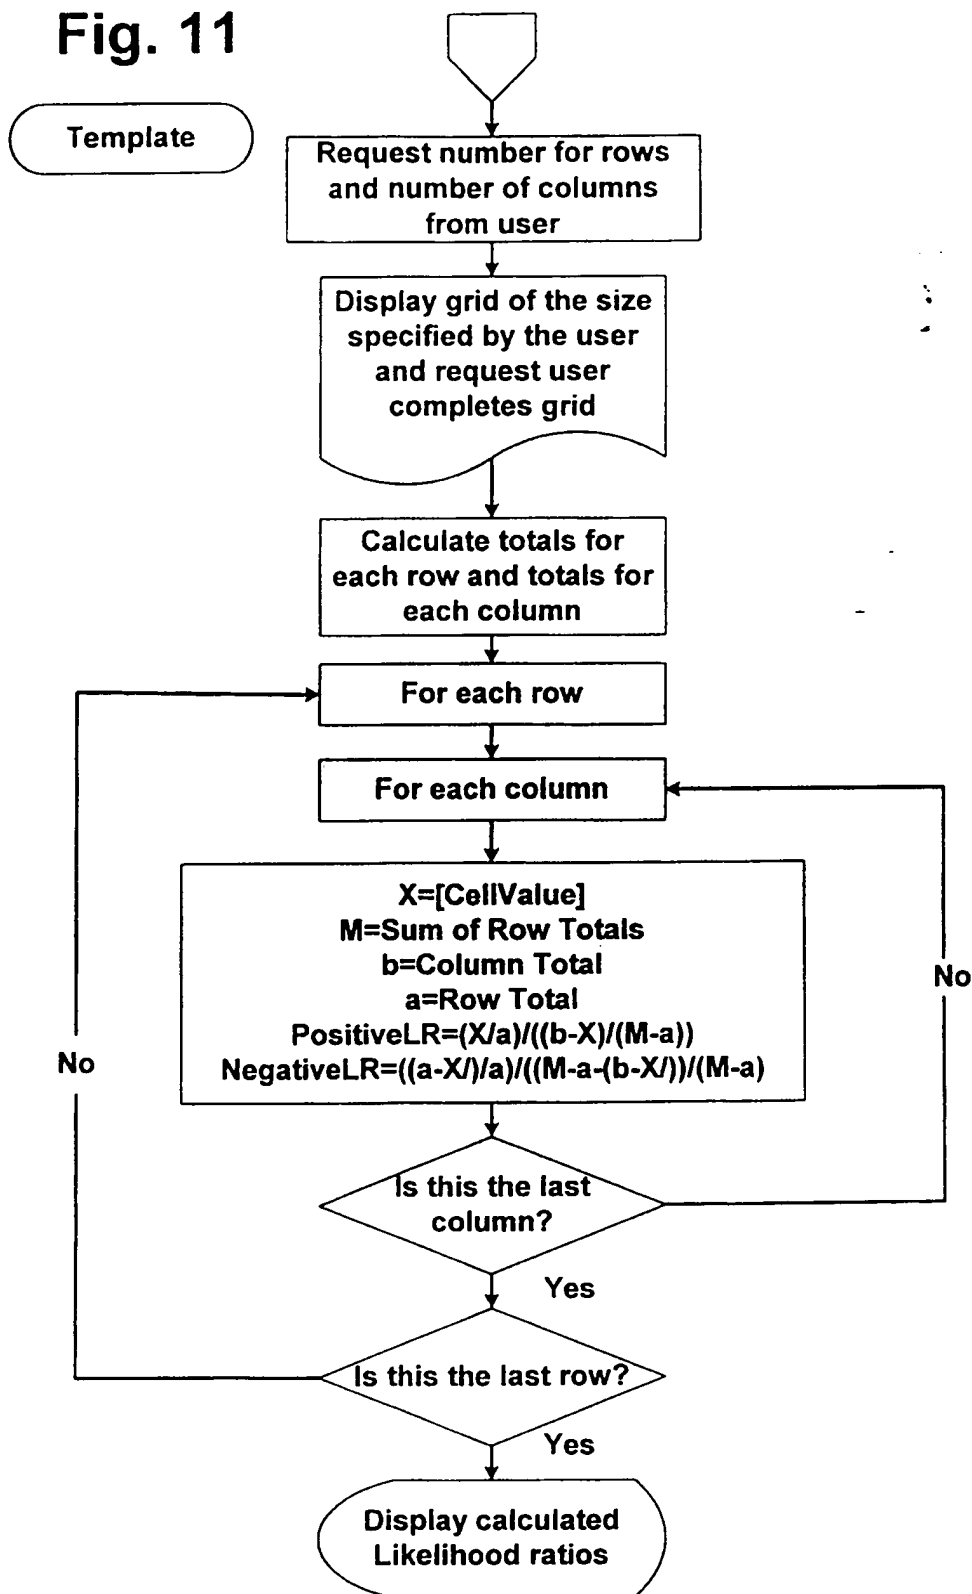 Fig. 11
Template
Request number for rows
and number of columns
from user
Display grid of the size
specified by the user
and request user
completes grid
Calculate totals for
each row and totals for
each column
For each row
For each column
X=[CellValue]
M=Sum of Row Totals
b=Column Total
a=Row Total
PositiveLR=(X/a)/((b-X)/(M-a))
NegativeLR=((a-X/)/a)/((M-a-(b-X/))/(M-a)
No
No
Is this the last
column?
Yes
Is this the last row?
Yes
Display calculated
Likelihood ratios